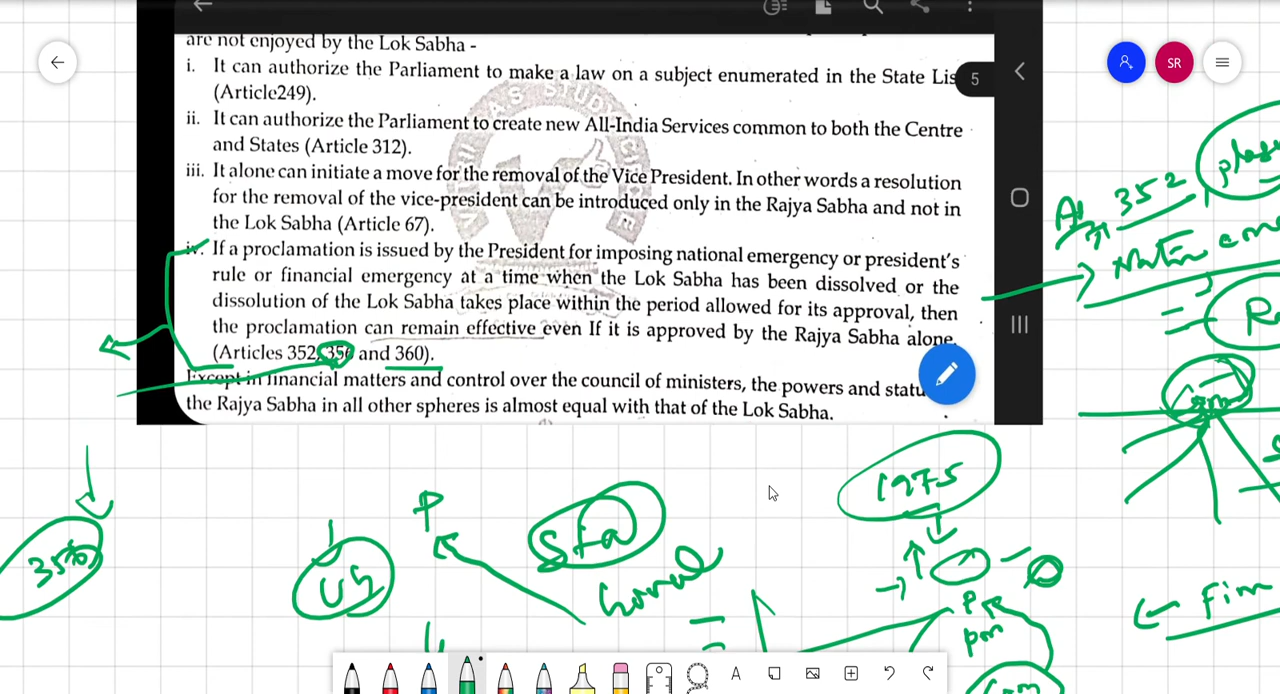 are not enjoyed by the Lok Sabha -
i. It can authorize the Parliament to make a law on a subject enumerated in the State Lis
(Article249).
ii. It can authorize the Parliament to create new All-India Services common to both the Centre
and States (Article 312).
iii. It alone can initiate a move for the removal of the Vice President. In other words a resolution
for the removal of the vice-president can be introduced only in the Rajya Sabha and not in
the Lok Sabha (Article 67).
iv. If a proclamation is issued by the President for imposing national emergency or president's
rule or financial emergency at a time when the Lok Sabha has been dissolved or the
dissolution of the Lok Sabha takes place within the period allowed for its approval, then
the proclamation can remain effective even If it is approved by the Rajya Sabha alone.
(Articles 352, 356 and 360).
Except in financial matters and control over the council of ministers, the powers and statu
the Rajya Sabha in all other spheres is almost equal with that of the Lok Sabha.
5
SR
352
1975
356
P
US
Sta
P
pm
Fin
A